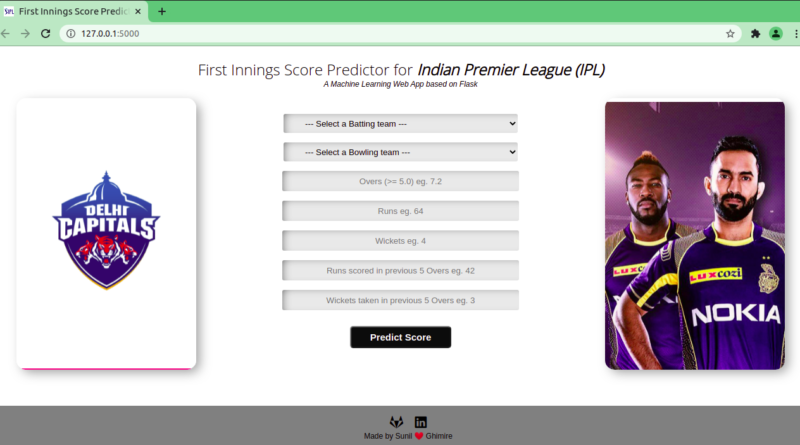 First Innings Score Predict
127.0.0.1:5000
First Innings Score Predictor for Indian Premier League (IPL)
A Machine Learning Web App based on Flask
DELHI
CAPITALS
--- Select a Batting team ---
--- Select a Bowling team ---
Overs (>= 5.0) eg. 7.2
Runs eg. 64
Wickets eg. 4
Runs scored in previous 5 Overs eg. 42
Wickets taken in previous 5 Overs eg. 3
Predict Score
LUXCOZI
LUXCOZI
NOKIA
Made by Sunil ❤ Ghimire